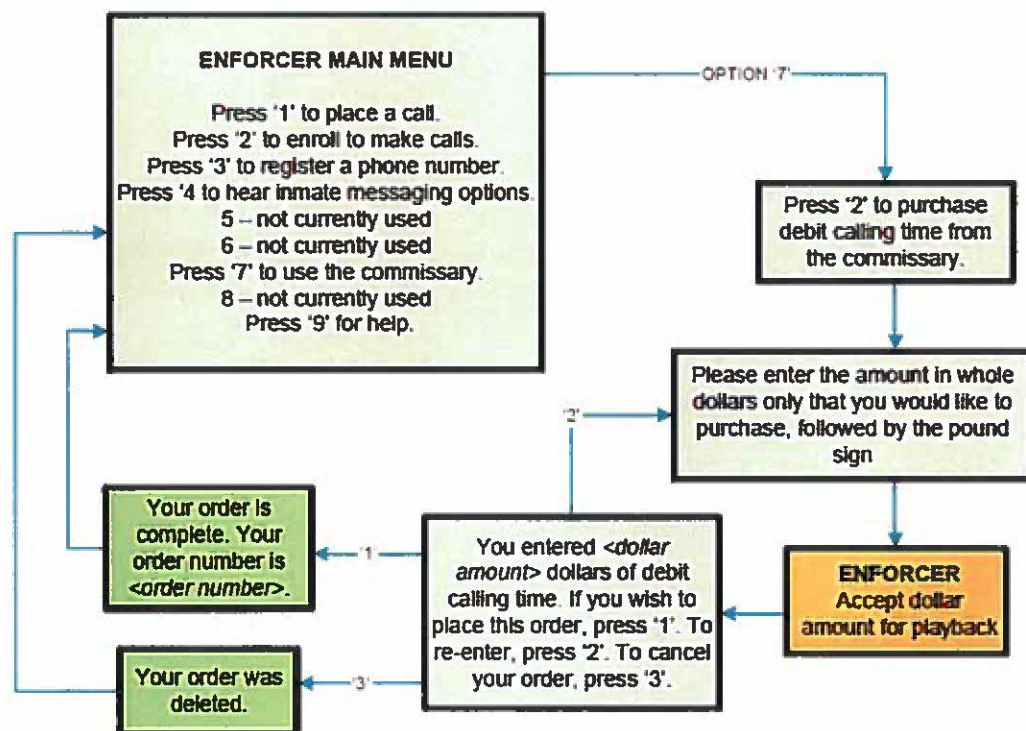 ENFORCER MAIN MENU
Press '1' to place a call.
Press '2' to enroll to make calls.
Press '3' to register a phone number.
Press '4 to hear inmate messaging options.
5 – not currently used
6 – not currently used
Press '7' to use the commissary.
8 – not currently used
Press '9' for help.
OPTION '7'
Press '2' to purchase
debit calling time from
the commissary.
Please enter the amount in whole
dollars only that you would like to
purchase, followed by the pound
sign
'2'
ENFORCER
Accept dollar
amount for playback
You entered <dollar
amount> dollars of debit
calling time. If you wish to
place this order, press '1'. To
re-enter, press '2'. To cancel
your order, press '3'.
'1'
Your order is
complete. Your
order number is
<order number>.
'3'
Your order was
deleted.